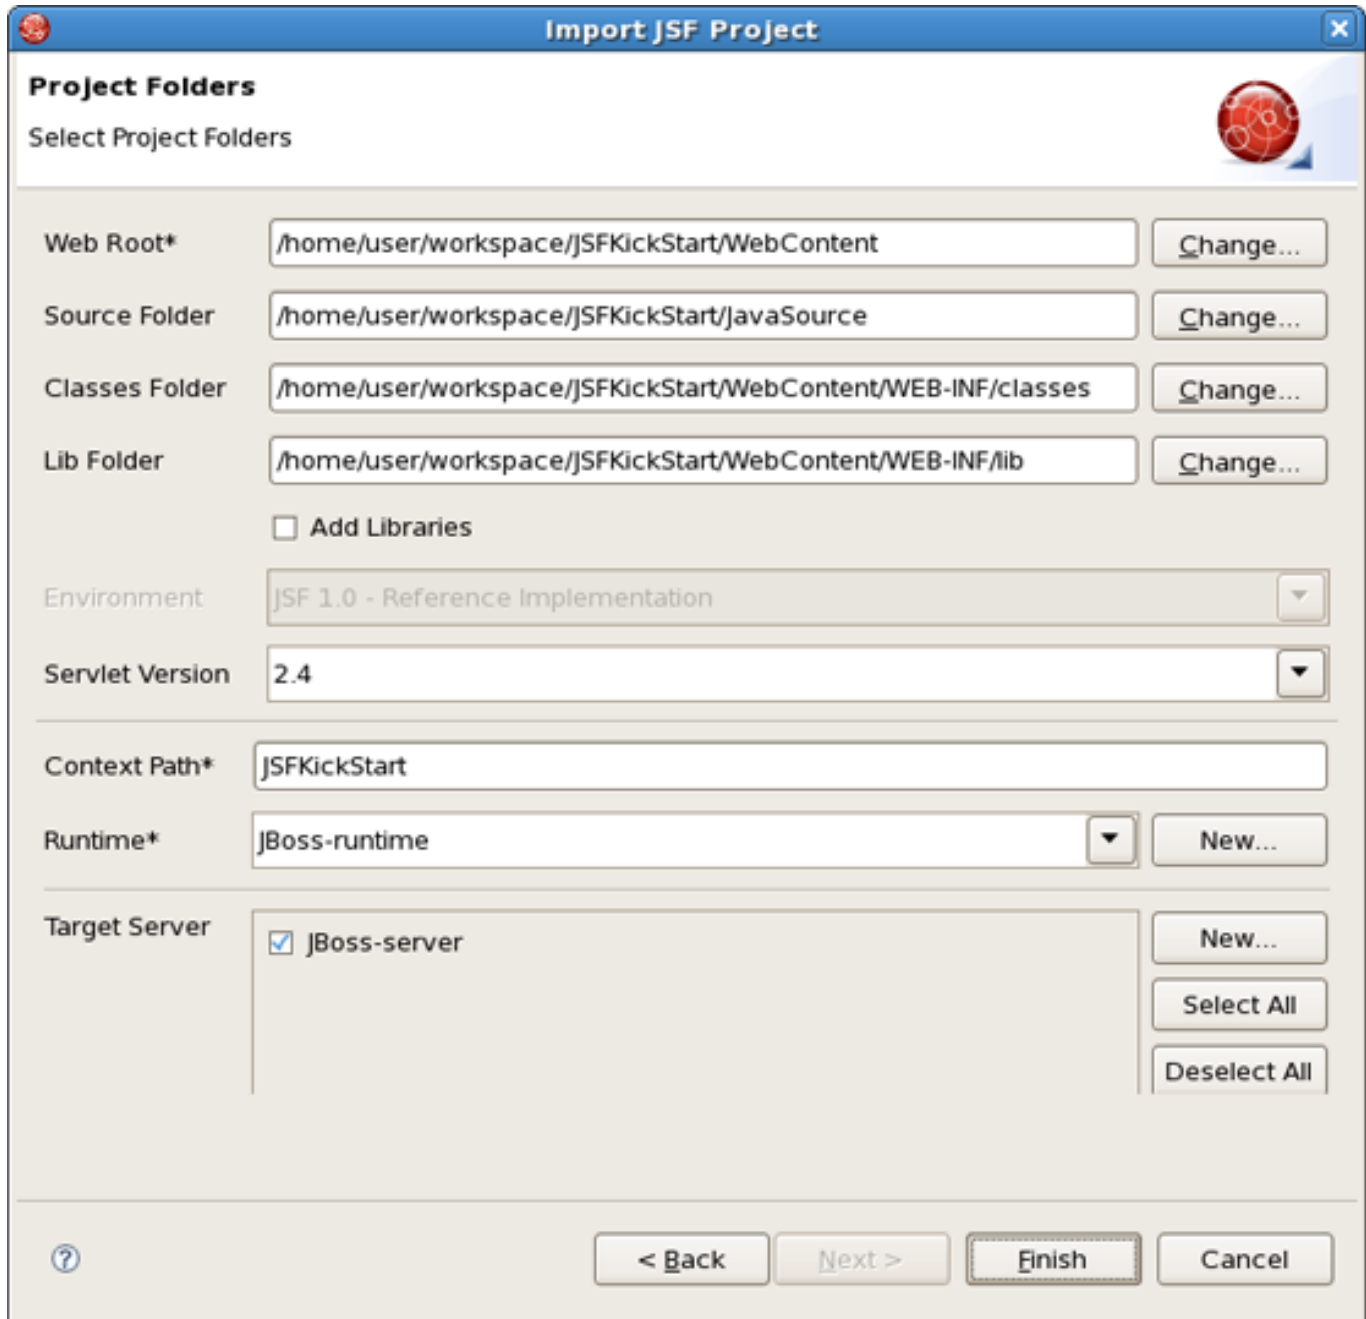 Import JSF Project
Project Folders
Select Project Folders
Web Root* /home/user/workspace/JSFKickStart/WebContent Change...
Source Folder /home/user/workspace/JSFKickStart/JavaSource Change...
Classes Folder /home/user/workspace/JSFKickStart/WebContent/WEB-INF/classes Change...
Lib Folder /home/user/workspace/JSFKickStart/WebContent/WEB-INF/lib Change...
Add Libraries
Environment JSF 1.0 - Reference Implementation
Servlet Version 2.4
Context Path* JSFKickStart
Runtime* JBoss-runtime New...
Target Server JBoss-server New...
Select All
Deselect All
? < Back Next > Finish Cancel